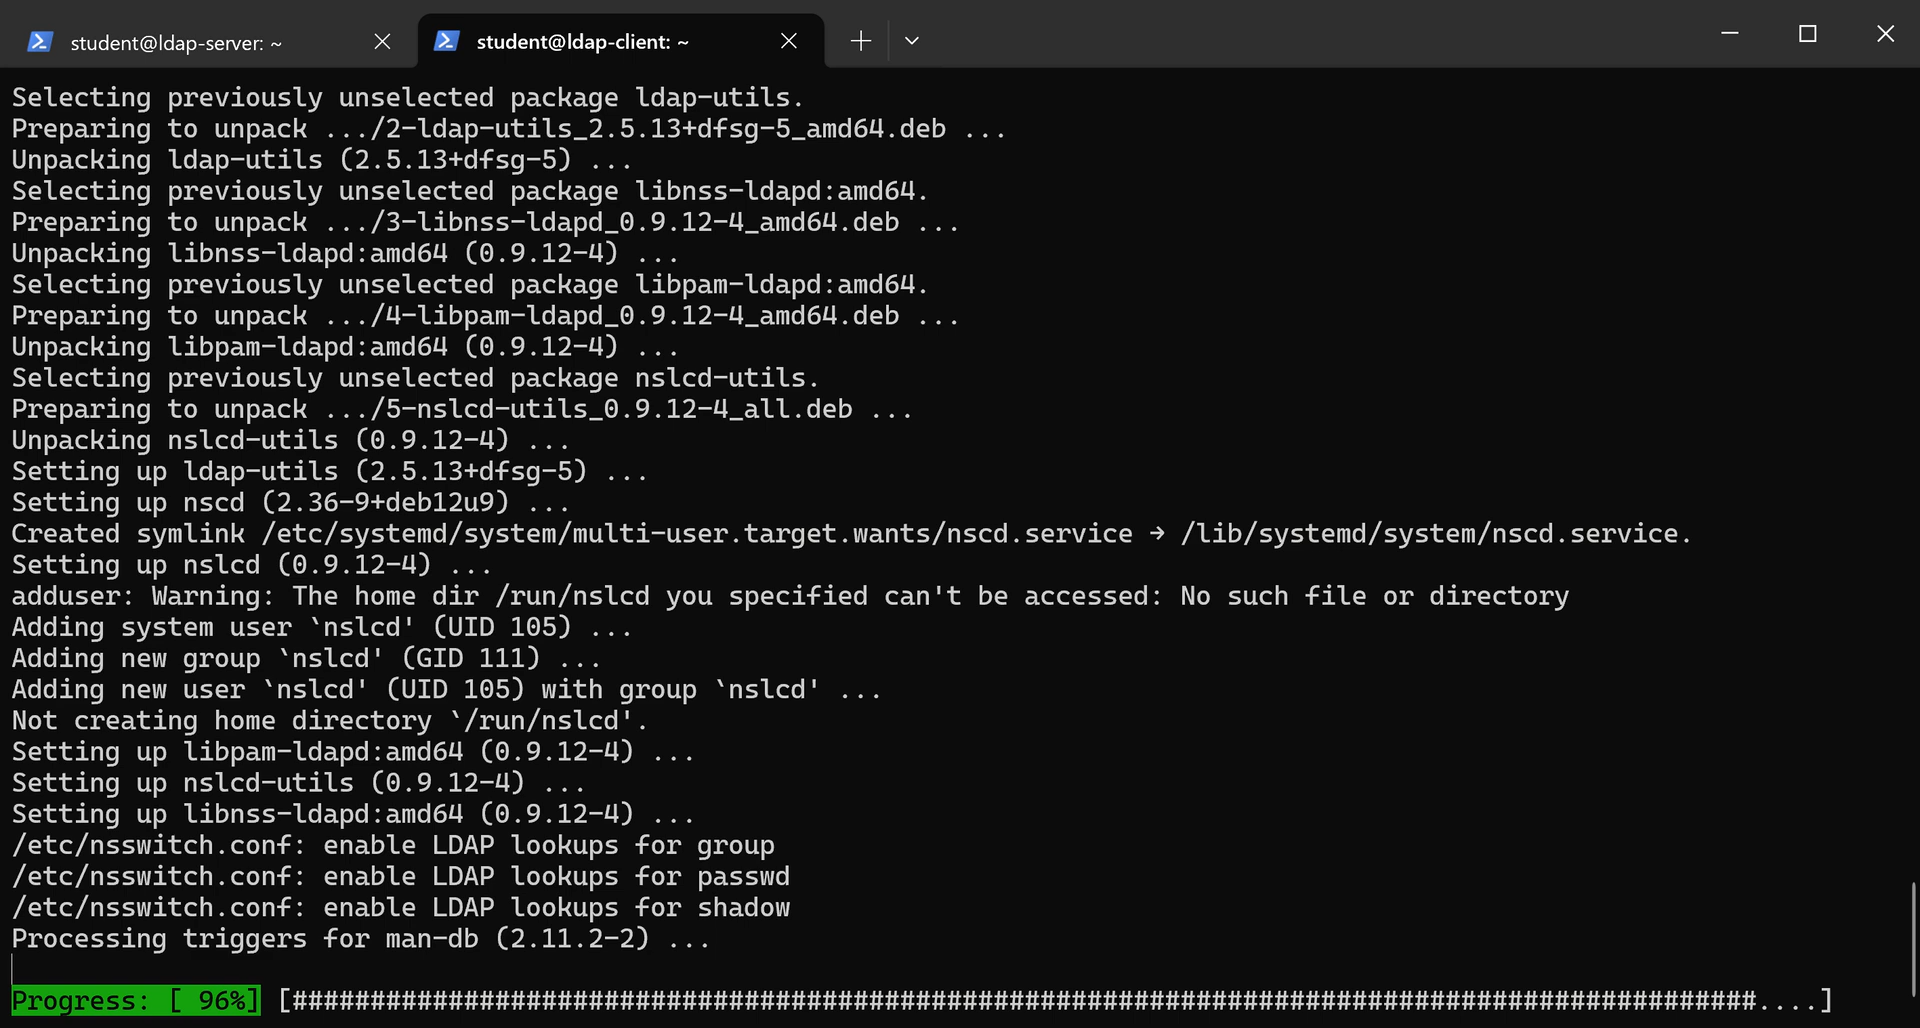 student@ldap-server: ~
student@ldap-client: ~
Selecting previously unselected package ldap-utils.
Preparing to unpack .../2-ldap-utils_2.5.13+dfsg-5_amd64.deb ...
Unpacking ldap-utils (2.5.13+dfsg-5) ...
Selecting previously unselected package libnss-ldapd:amd64.
Preparing to unpack .../3-libnss-ldapd_0.9.12-4_amd64.deb ...
Unpacking libnss-ldapd:amd64 (0.9.12-4) ...
Selecting previously unselected package libpam-ldapd:amd64.
Preparing to unpack .../4-libpam-ldapd_0.9.12-4_amd64.deb ...
Unpacking libpam-ldapd:amd64 (0.9.12-4) ...
Selecting previously unselected package nslcd-utils.
Preparing to unpack .../5-nslcd-utils_0.9.12-4_all.deb ...
Unpacking nslcd-utils (0.9.12-4) ...
Setting up ldap-utils (2.5.13+dfsg-5) ...
Setting up nscd (2.36-9+deb12u9) ...
Created symlink /etc/systemd/system/multi-user.target.wants/nscd.service → /lib/systemd/system/nscd.service.
Setting up nslcd (0.9.12-4) ...
adduser: Warning: The home dir /run/nslcd you specified can't be accessed: No such file or directory
Adding system user `nslcd' (UID 105) ...
Adding new group `nslcd' (GID 111) ...
Adding new user `nslcd' (UID 105) with group `nslcd' ...
Not creating home directory `/run/nslcd'.
Setting up libpam-ldapd:amd64 (0.9.12-4) ...
Setting up nslcd-utils (0.9.12-4) ...
Setting up libnss-ldapd:amd64 (0.9.12-4) ...
/etc/nsswitch.conf: enable LDAP lookups for group
/etc/nsswitch.conf: enable LDAP lookups for passwd
/etc/nsswitch.conf: enable LDAP lookups for shadow
Processing triggers for man-db (2.11.2-2) ...
Progress: [ 96%] [##############################################################################################....]